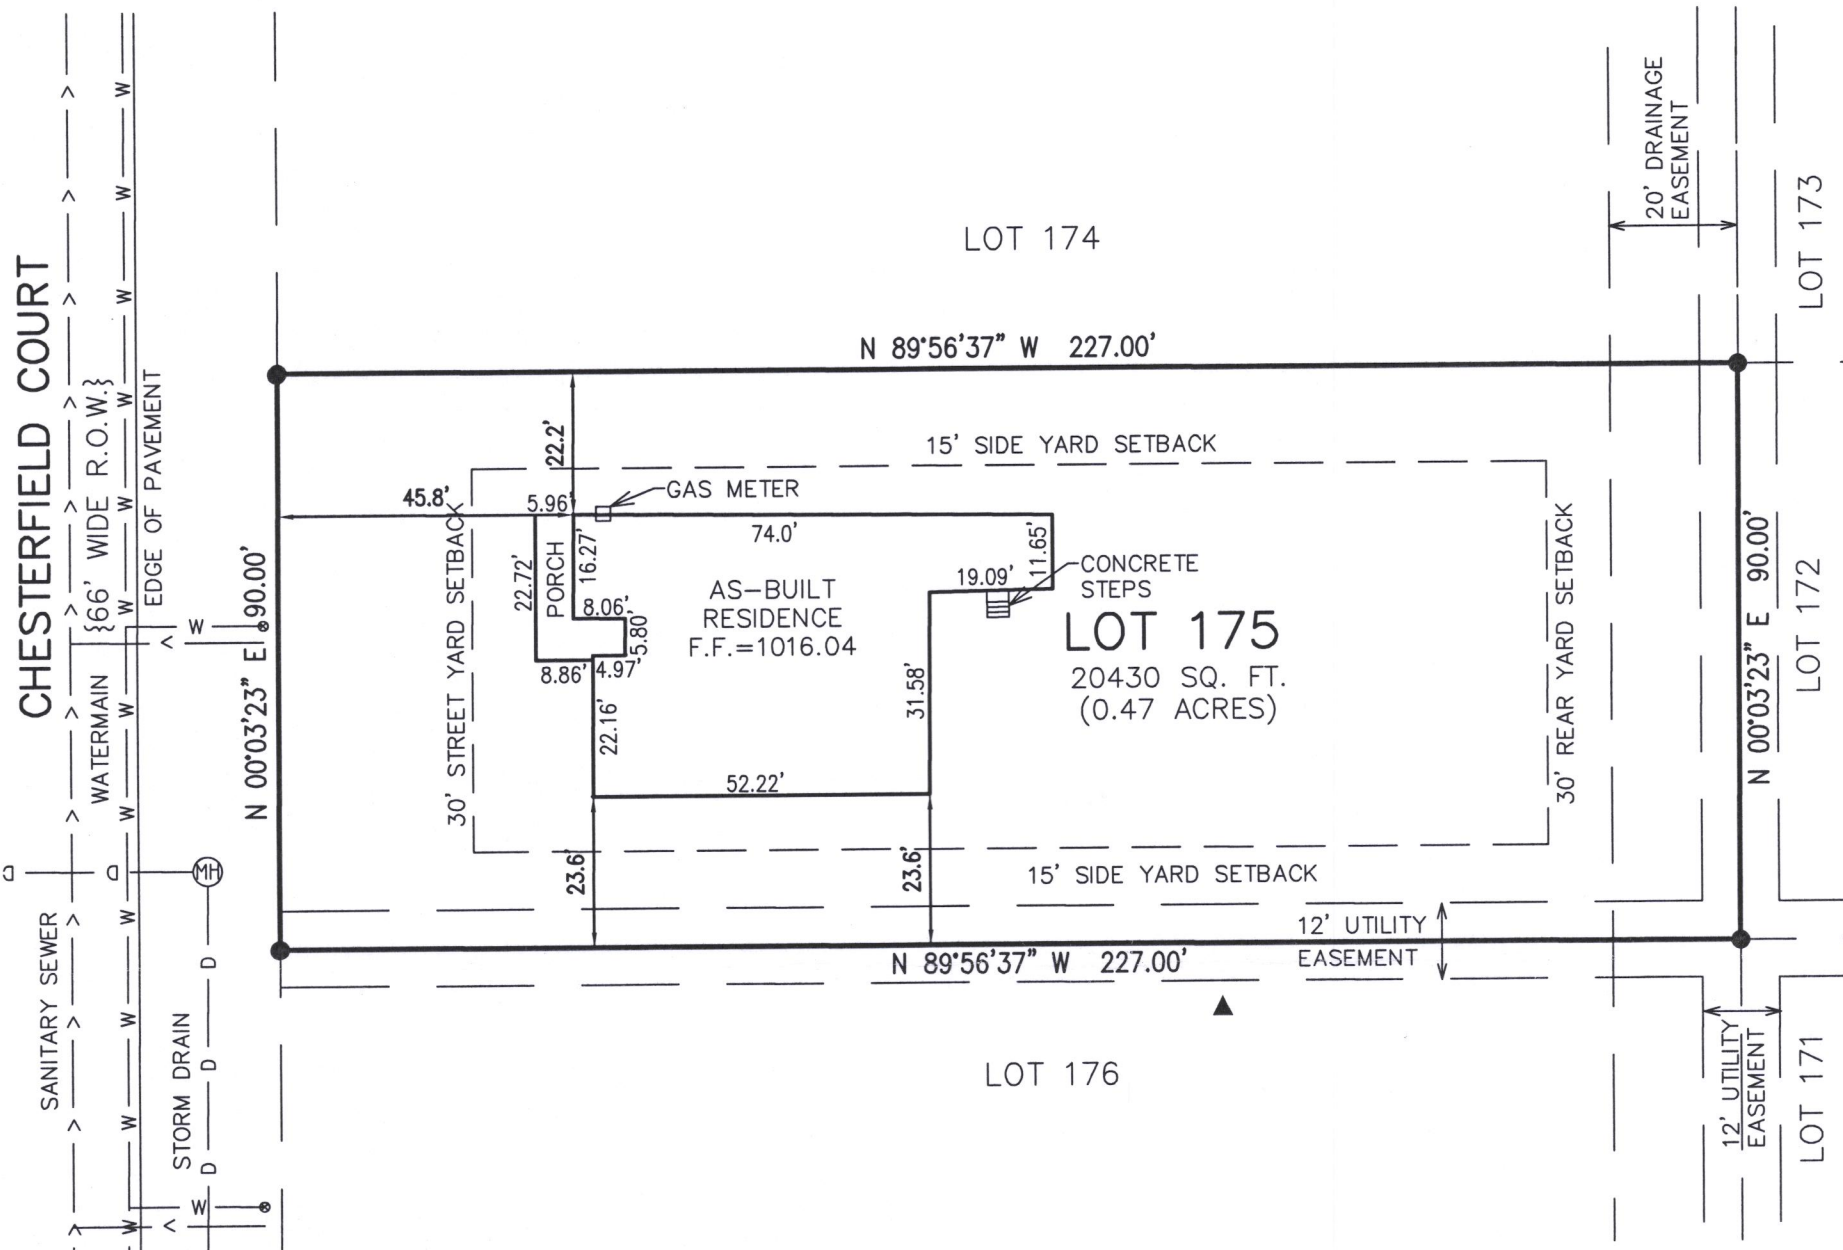 CHESTERFIELD COURT
{66' WIDE R.O.W.}
EDGE OF PAVEMENT
WATERMAIN
SANITARY SEWER
STORM DRAIN
MH
W
W
W
W
W
W
W
W
W
W
W
W
W
W
D
D
D
D
D
LOT 174
20' DRAINAGE
EASEMENT
LOT 173
N 89°56'37" W 227.00'
22.2'
15' SIDE YARD SETBACK
GAS METER
45.8'
5.96'
74.0'
30' STREET YARD SETBACK
22.72'
PORCH
16.27'
11.65'
19.09'
CONCRETE
STEPS
AS-BUILT
RESIDENCE
F.F.=1016.04
8.06'
5.80'
8.86'
4.97'
22.16'
31.58'
52.22'
LOT 175
20430 SQ. FT.
(0.47 ACRES)
30' REAR YARD SETBACK
N 00°03'23" E 90.00'
N 00°03'23" E 90.00'
LOT 172
23.6'
23.6'
15' SIDE YARD SETBACK
12' UTILITY
EASEMENT
N 89°56'37" W 227.00'
LOT 176
12' UTILITY
EASEMENT
LOT 171